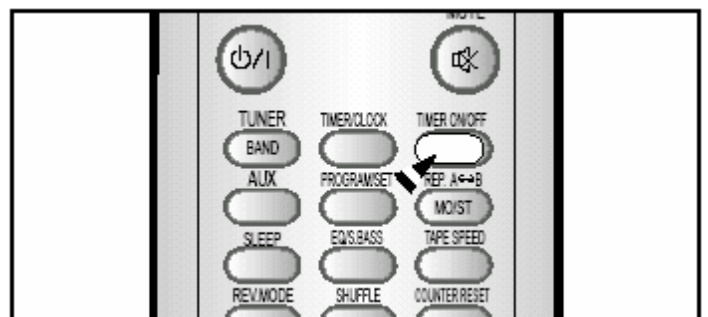 MUTE
TUNER TIMER/CLOCK TIMER ON/OFF
BAND
AUX PROGRAM/SET REP. A⇔B
MO/ST
SLEEP EQ/S.BASS TAPE SPEED
REV.MODE SHUFFLE COUNTER RESET